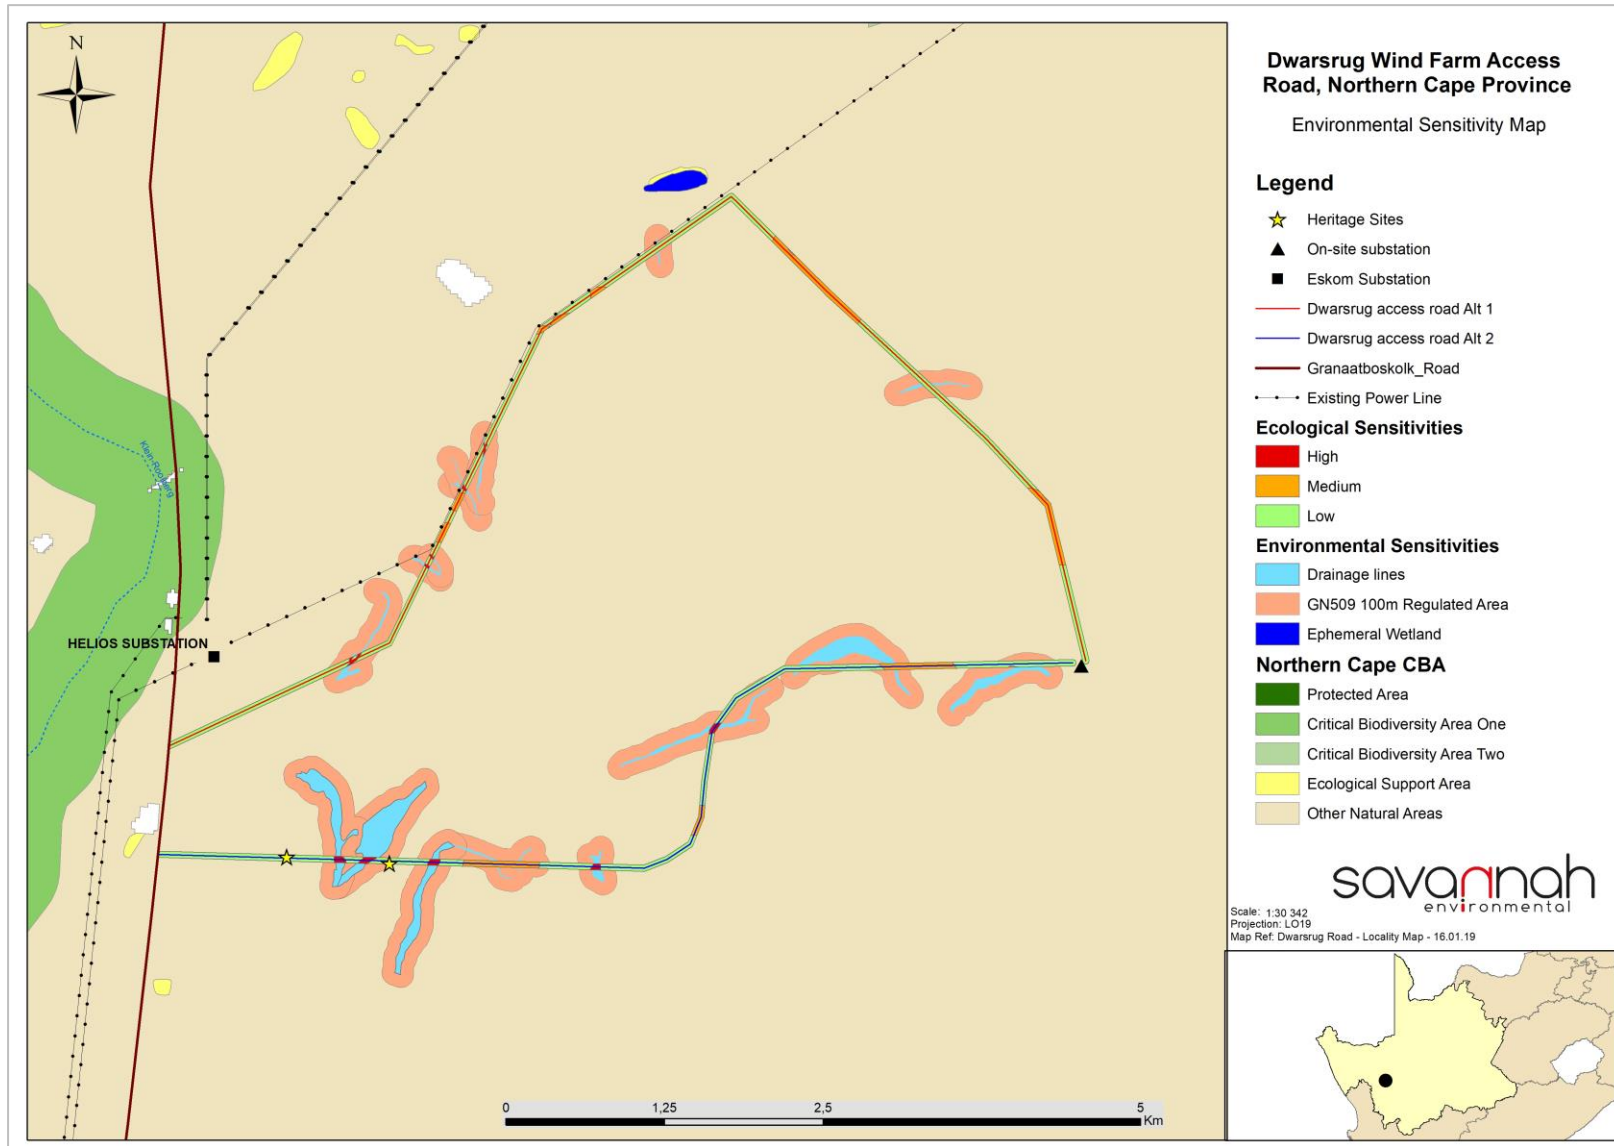 N
Klein-Rooiberg
HELIOS SUBSTATION
0
1,25
2,5
5
Km
Dwarsrug Wind Farm Access
Road, Northern Cape Province
Environmental Sensitivity Map
Legend
Heritage Sites
On-site substation
Eskom Substation
Dwarsrug access road Alt 1
Dwarsrug access road Alt 2
Granaatboskolk_Road
Existing Power Line
Ecological Sensitivities
High
Medium
Low
Environmental Sensitivities
Drainage lines
GN509 100m Regulated Area
Ephemeral Wetland
Northern Cape CBA
Protected Area
Critical Biodiversity Area One
Critical Biodiversity Area Two
Ecological Support Area
Other Natural Areas
savannah
environmental
Scale: 1:30 342
Projection: LO19
Map Ref: Dwarsrug Road - Locality Map - 16.01.19